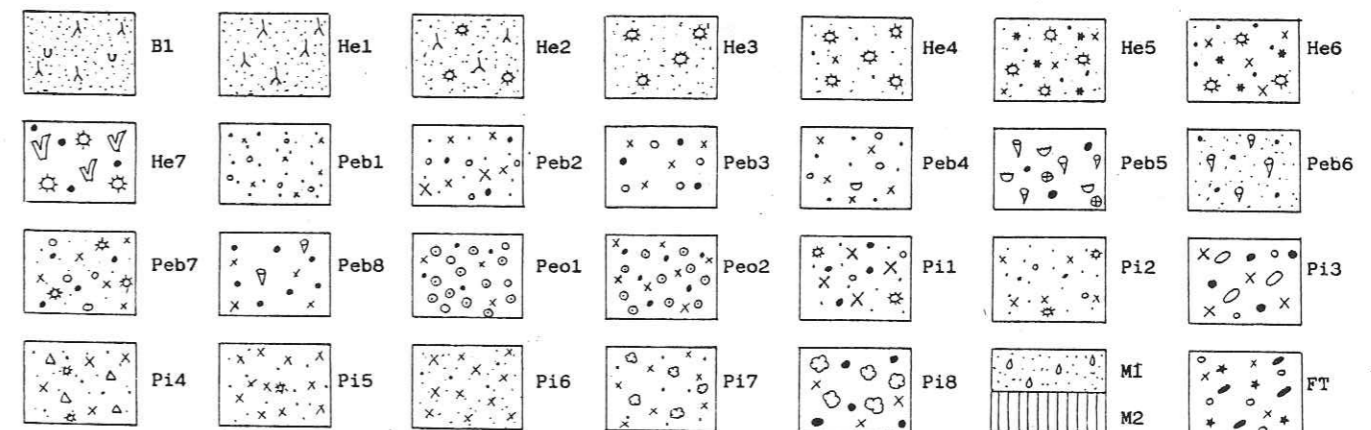 B1 He1 He2 He3 He4 He5 He6
He7 Peb1 Peb2 Peb3 Peb4 Peb5 Peb6
Peb7 Peb8 Peo1 Peo2 Pi1 Pi2 Pi3
Pi4 Pi5 Pi6 Pi7 Pi8 M1 FT
M2